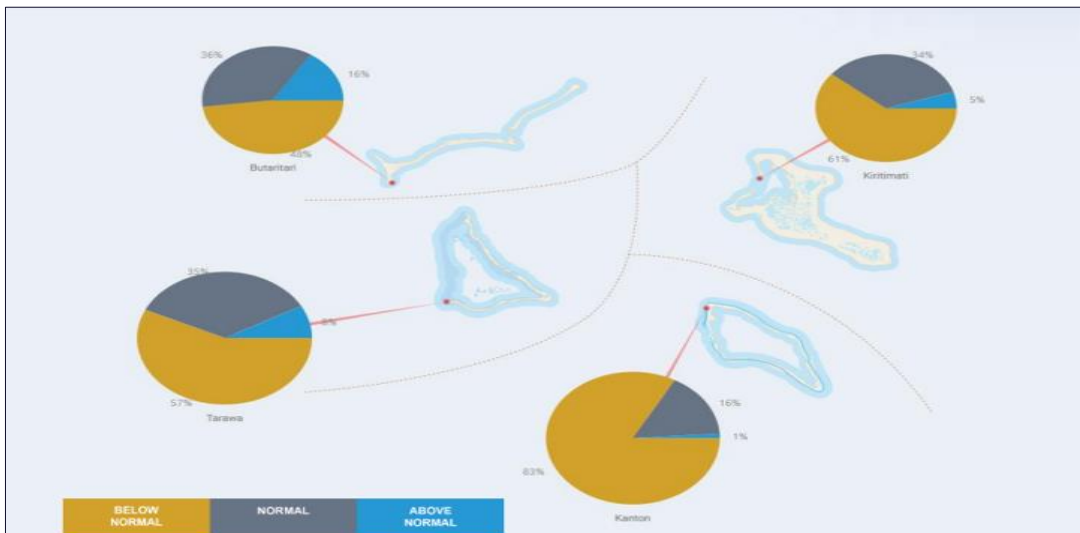 36%
16%
48%
Butaritari
34%
5%
61%
Kiritimati
35%
8%
57%
Tarawa
16%
1%
83%
Kanton
BELOW
NORMAL
NORMAL
ABOVE
NORMAL